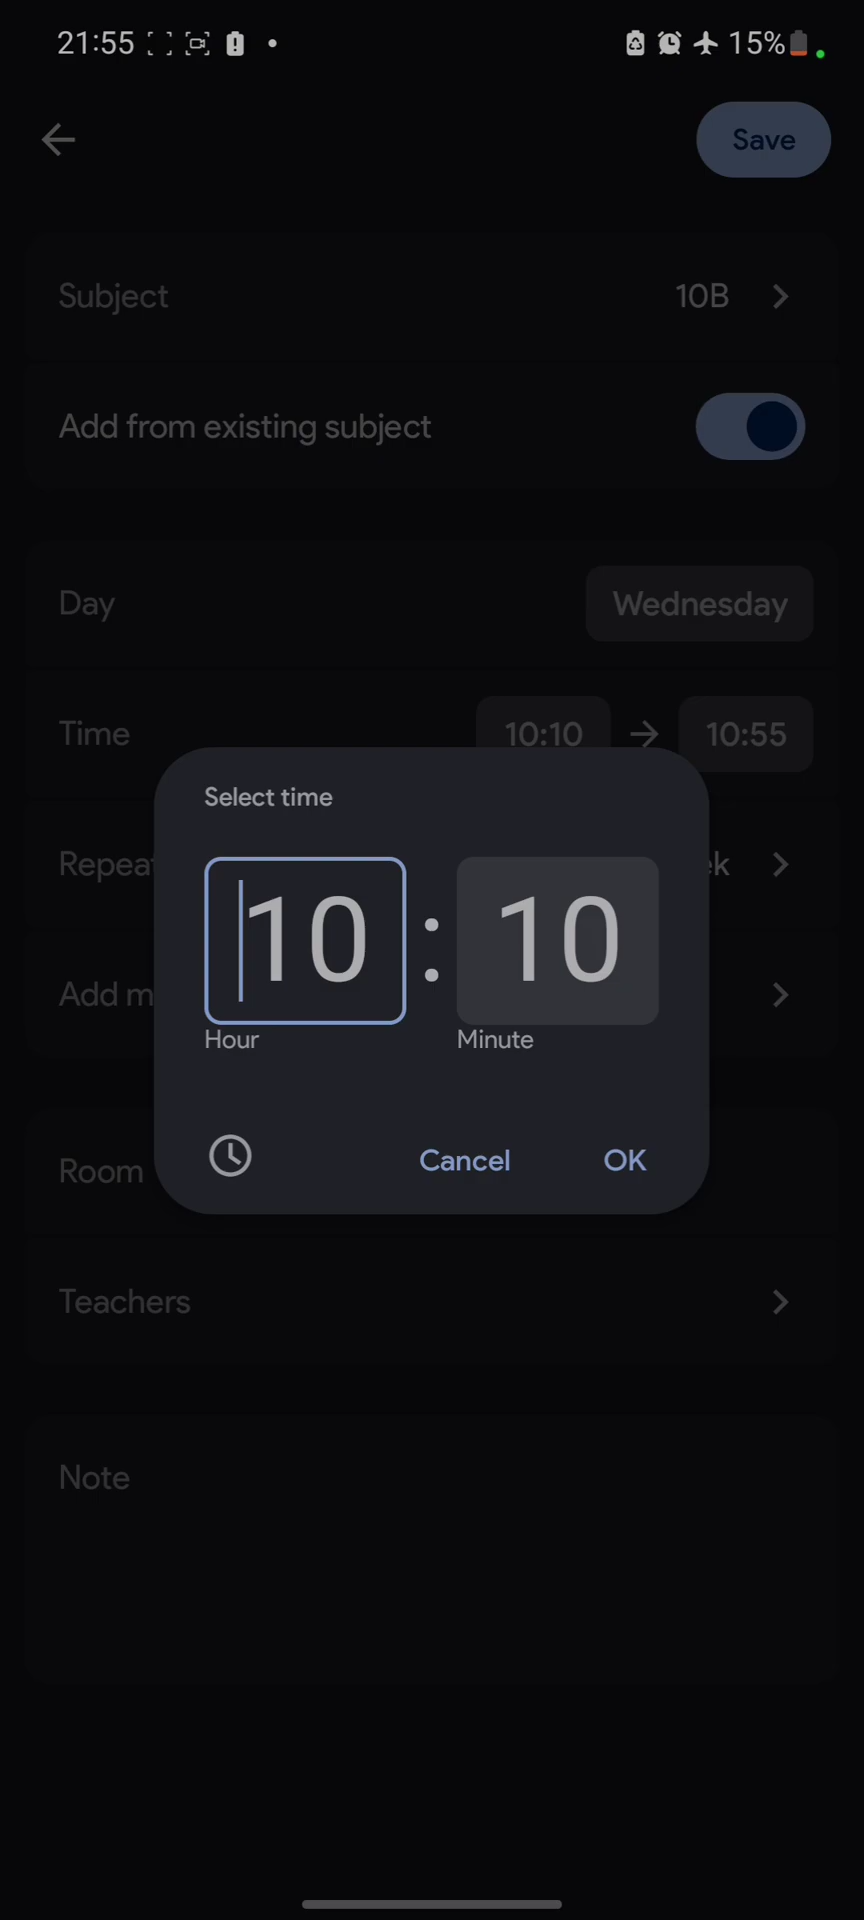 21:55 15%
Save
Subject 10B
Add from existing subject
Day Wednesday
Time 10:10 → 10:55
Select time
10 : 10
Hour Minute
Cancel OK
Room
Teachers
Note